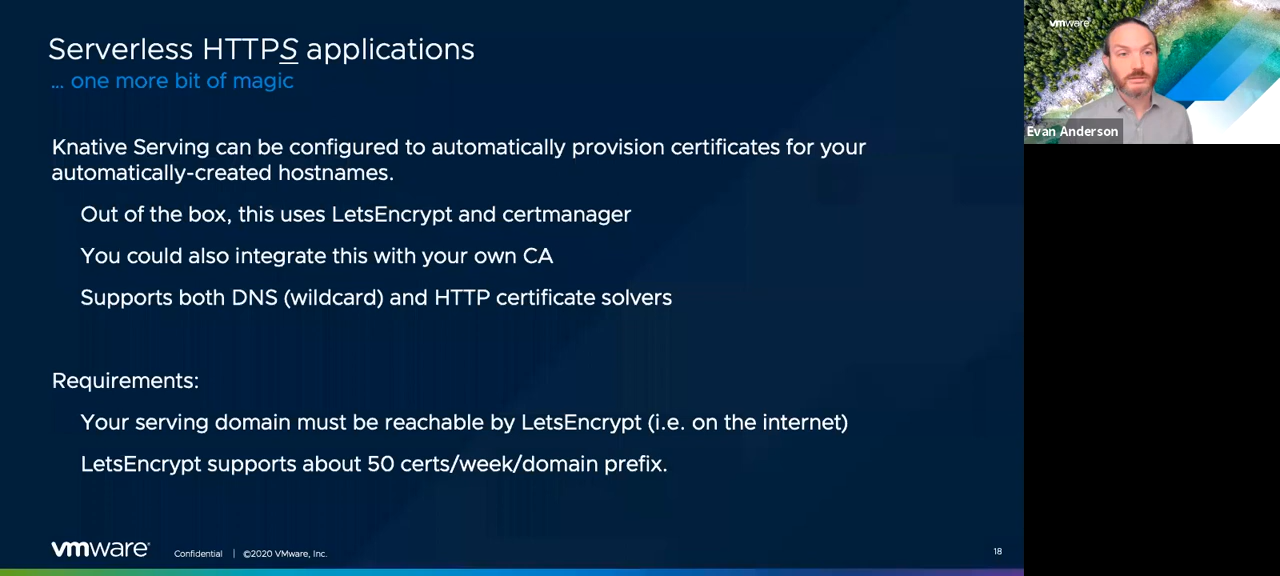 Serverless HTTPS applications
... one more bit of magic
Knative Serving can be configured to automatically provision certificates for your
automatically-created hostnames.
Out of the box, this uses LetsEncrypt and certmanager
You could also integrate this with your own CA
Supports both DNS (wildcard) and HTTP certificate solvers
Requirements:
Your serving domain must be reachable by LetsEncrypt (i.e. on the internet)
LetsEncrypt supports about 50 certs/week/domain prefix.
vmware
Confidential | ©2020 VMware, Inc.
18
vmware
Evan Anderson